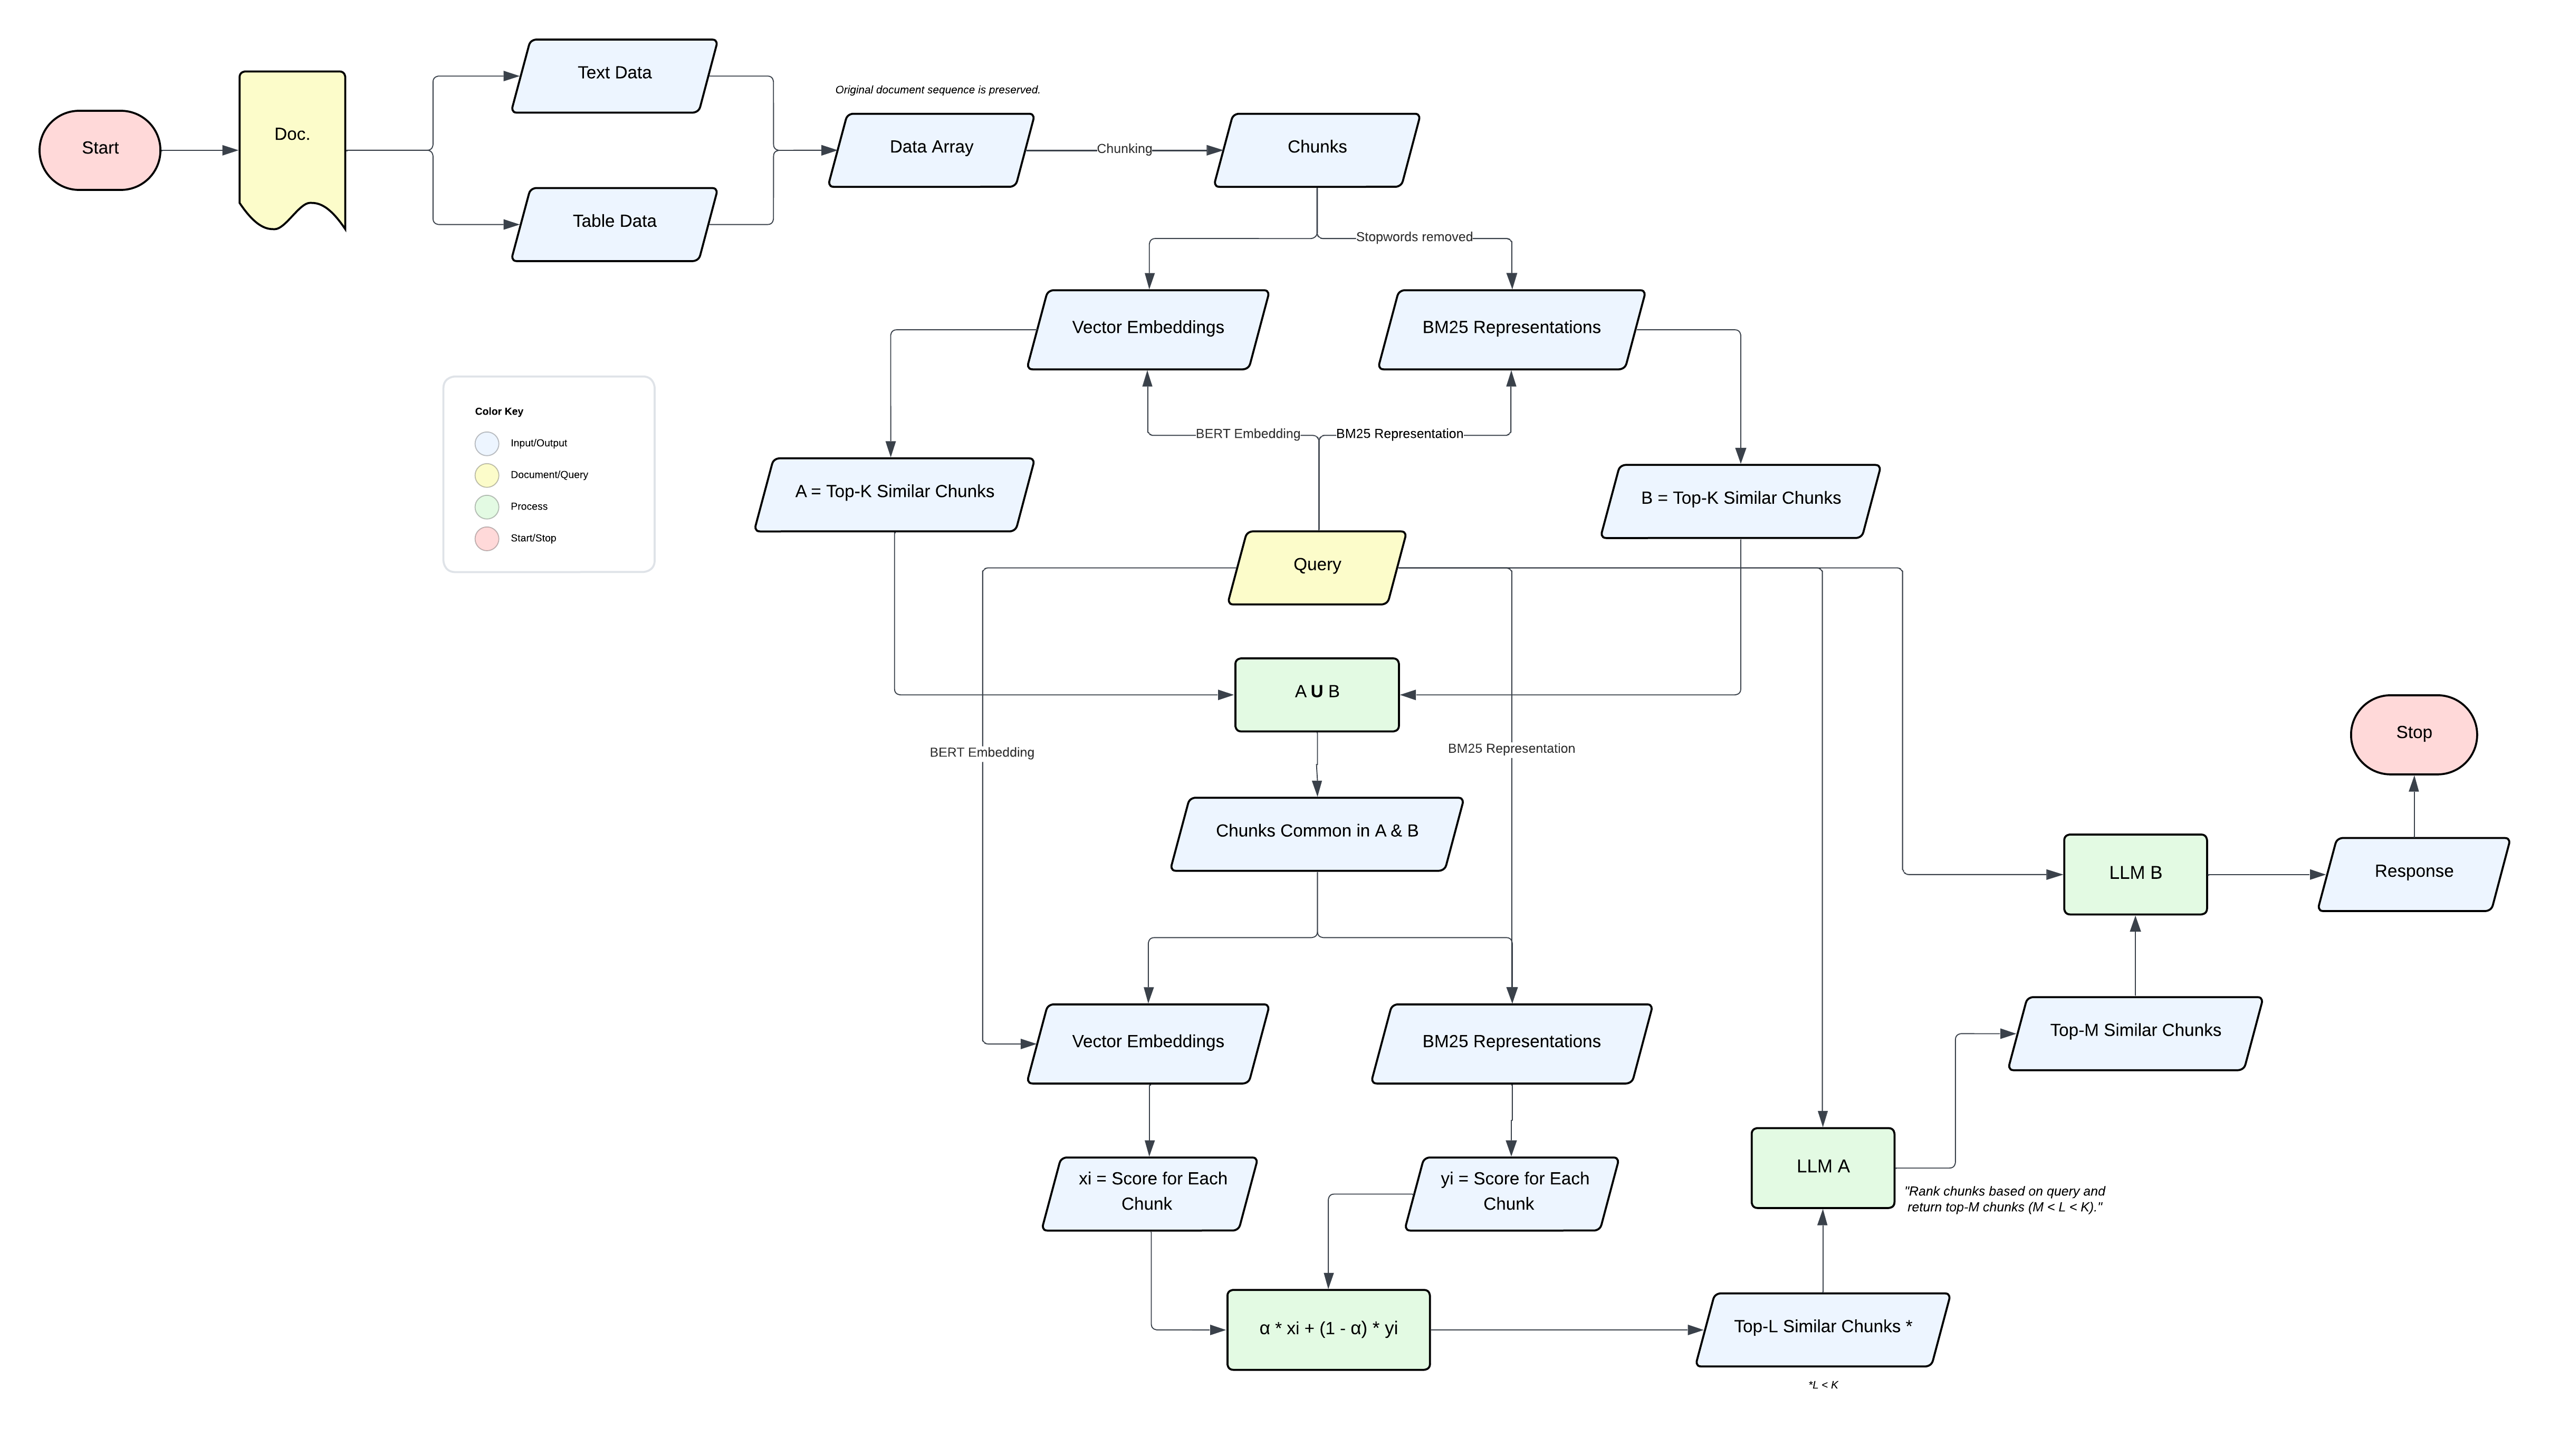 Start
Doc.
Text Data
Table Data
Original document sequence is preserved.
Data Array
Chunking
Chunks
Stopwords removed
Vector Embeddings
BM25 Representations
Color Key
Input/Output
Document/Query
Process
Start/Stop
BERT Embedding
BM25 Representation
A = Top-K Similar Chunks
B = Top-K Similar Chunks
Query
A U B
BERT Embedding
BM25 Representation
Chunks Common in A & B
Stop
LLM B
Response
Vector Embeddings
BM25 Representations
Top-M Similar Chunks
xi = Score for Each
Chunk
yi = Score for Each
Chunk
LLM A
"Rank chunks based on query and
return top-M chunks (M < L < K)."
α * xi + (1 - α) * yi
Top-L Similar Chunks *
*L < K